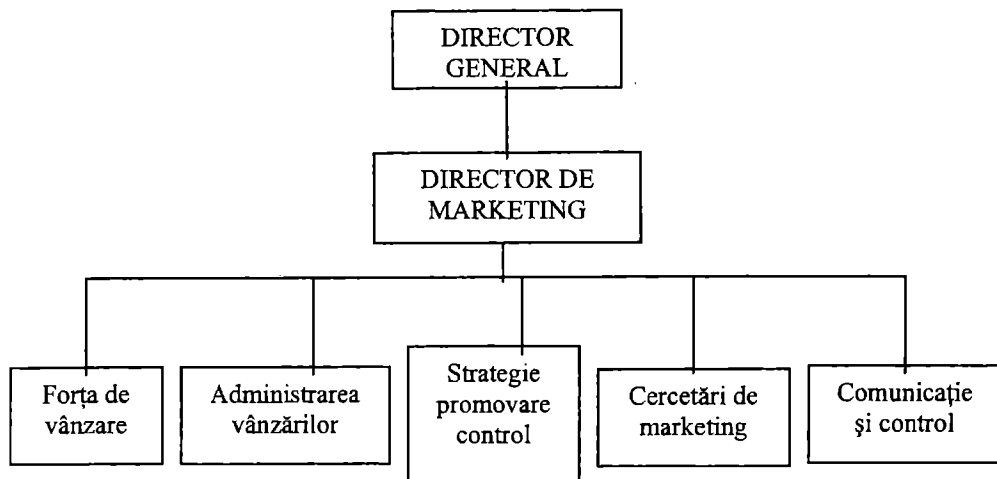 DIRECTOR
GENERAL
DIRECTOR DE
MARKETING
Forța de
vânzare
Administrarea
vânzărilor
Strategie
promovare
control
Cercetări de
marketing
Comunicație
şi control